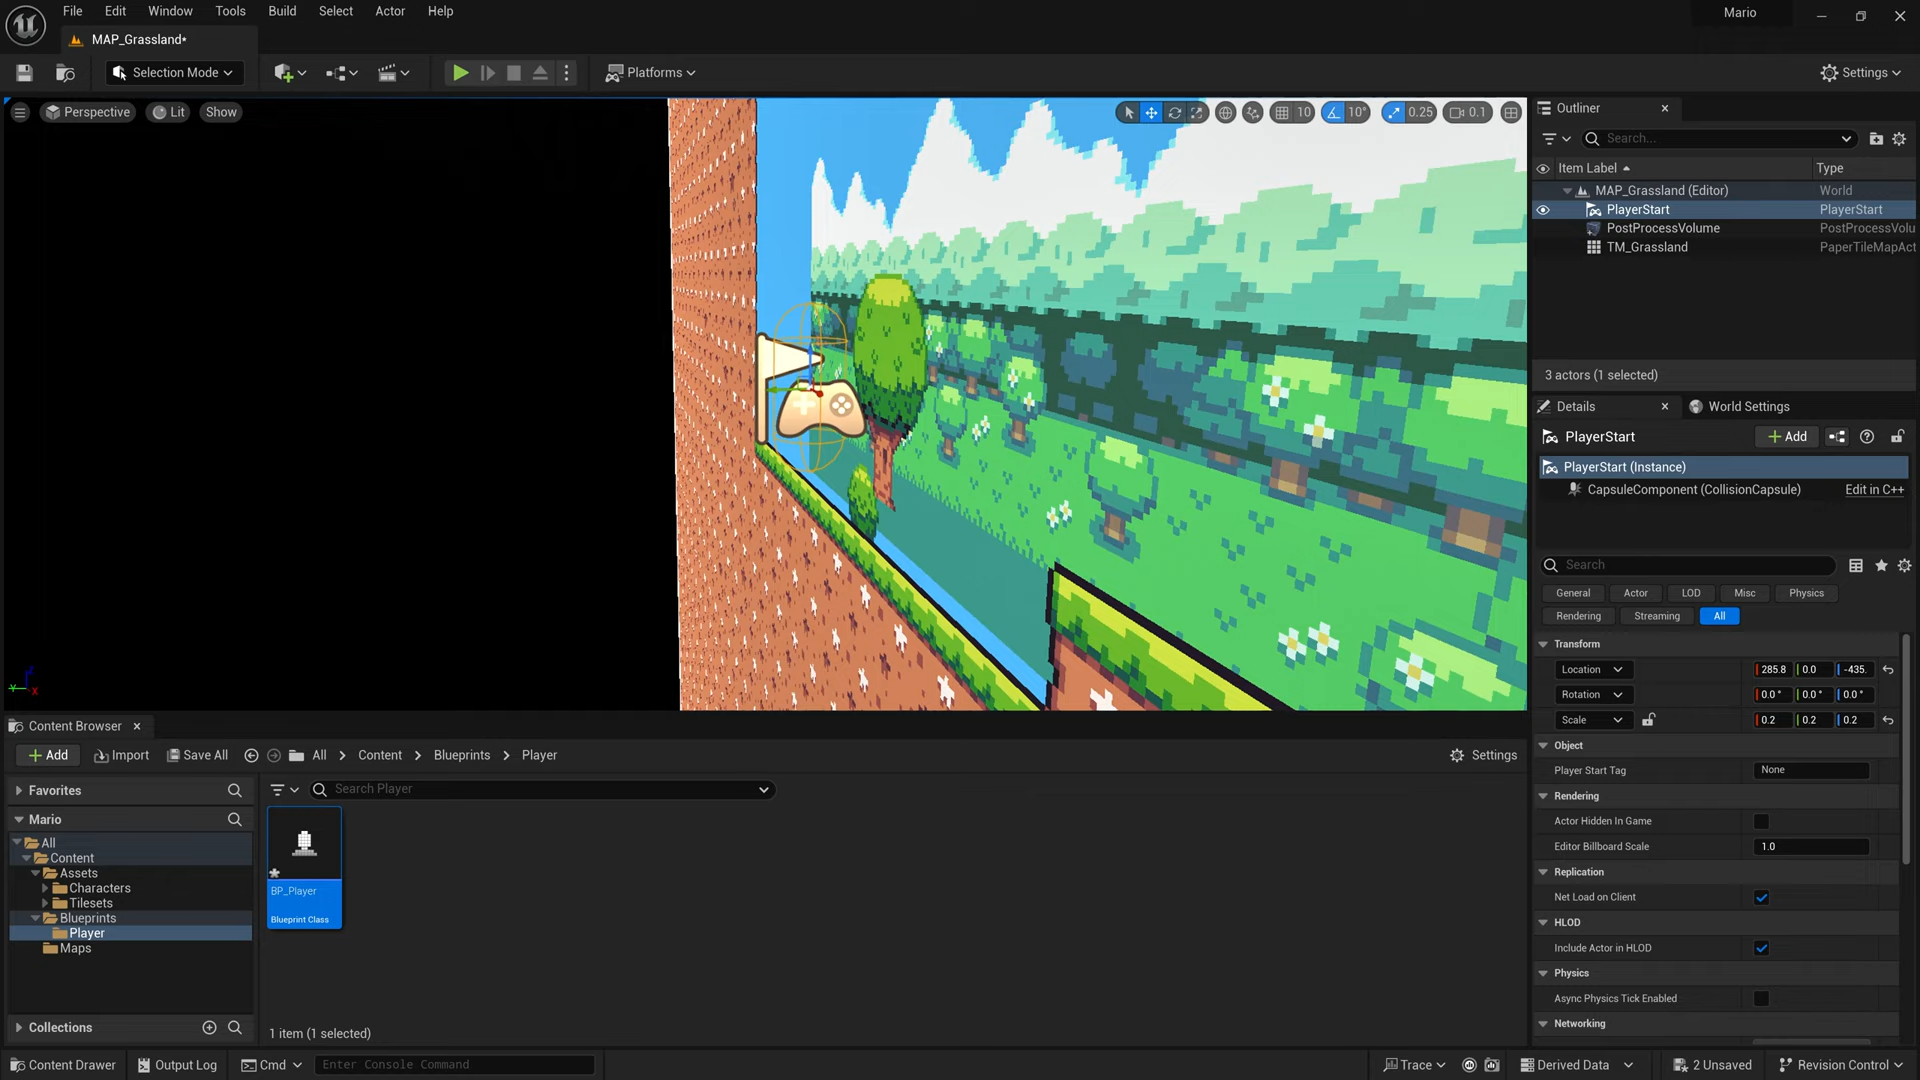 File Edit View Tools Build Select Actor Help
Mario
MAP_Grassland*
Selection Mode
Platforms
Settings
Perspective
Lit
Show
10
10°
0.25
0.1
Outliner
Search...
Item Label
Type
MAP_Grassland (Editor)
World
PlayerStart
PlayerStart
PostProcessVolume
PostProcessVolu
TM_Grassland
PaperTileMapAct
3 actors (1 selected)
Details
World Settings
PlayerStart
+ Add
PlayerStart (Instance)
CapsuleComponent (CollisionCapsule)
Edit in C++
Search
General
Actor
LOD
Misc
Physics
Rendering
Streaming
All
Transform
Location
285.8
0.0
-435.
Rotation
0.0 °
0.0 °
0.0 °
Scale
0.2
0.2
0.2
Object
Player Start Tag
None
Rendering
Actor Hidden In Game
Editor Billboard Scale
1.0
Replication
Net Load on Client
HLOD
Include Actor in HLOD
Physics
Async Physics Tick Enabled
Networking
Y
X
Content Browser
+ Add
Import
Save All
All
Content
Blueprints
Player
Settings
Favorites
Search Player
Mario
All
Content
Assets
Characters
Tilesets
Blueprints
Player
Maps
BP_Player
Blueprint Class
Collections
1 item (1 selected)
Content Drawer
Output Log
Cmd
Enter Console Command
Trace
Derived Data
2 Unsaved
Revision Control